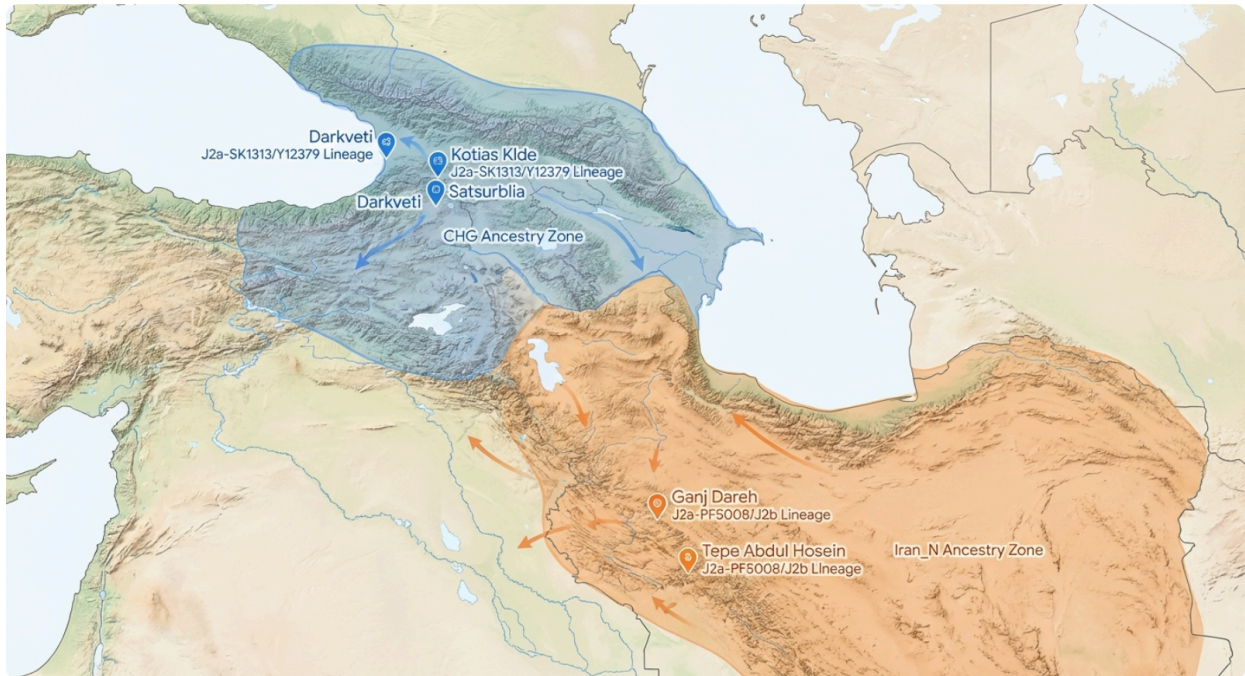 Darkveti
J2a-SK1313/Y12379 Lineage
Kotias Klde
J2a-SK1313/Y12379 Lineage
Satsurblia
Darkveti
CHG Ancestry Zone
Ganj Dareh
J2a-PF5008/J2b Lineage
Tepe Abdul Hosein
J2a-PF5008/J2b Lineage
Iran_N Ancestry Zone